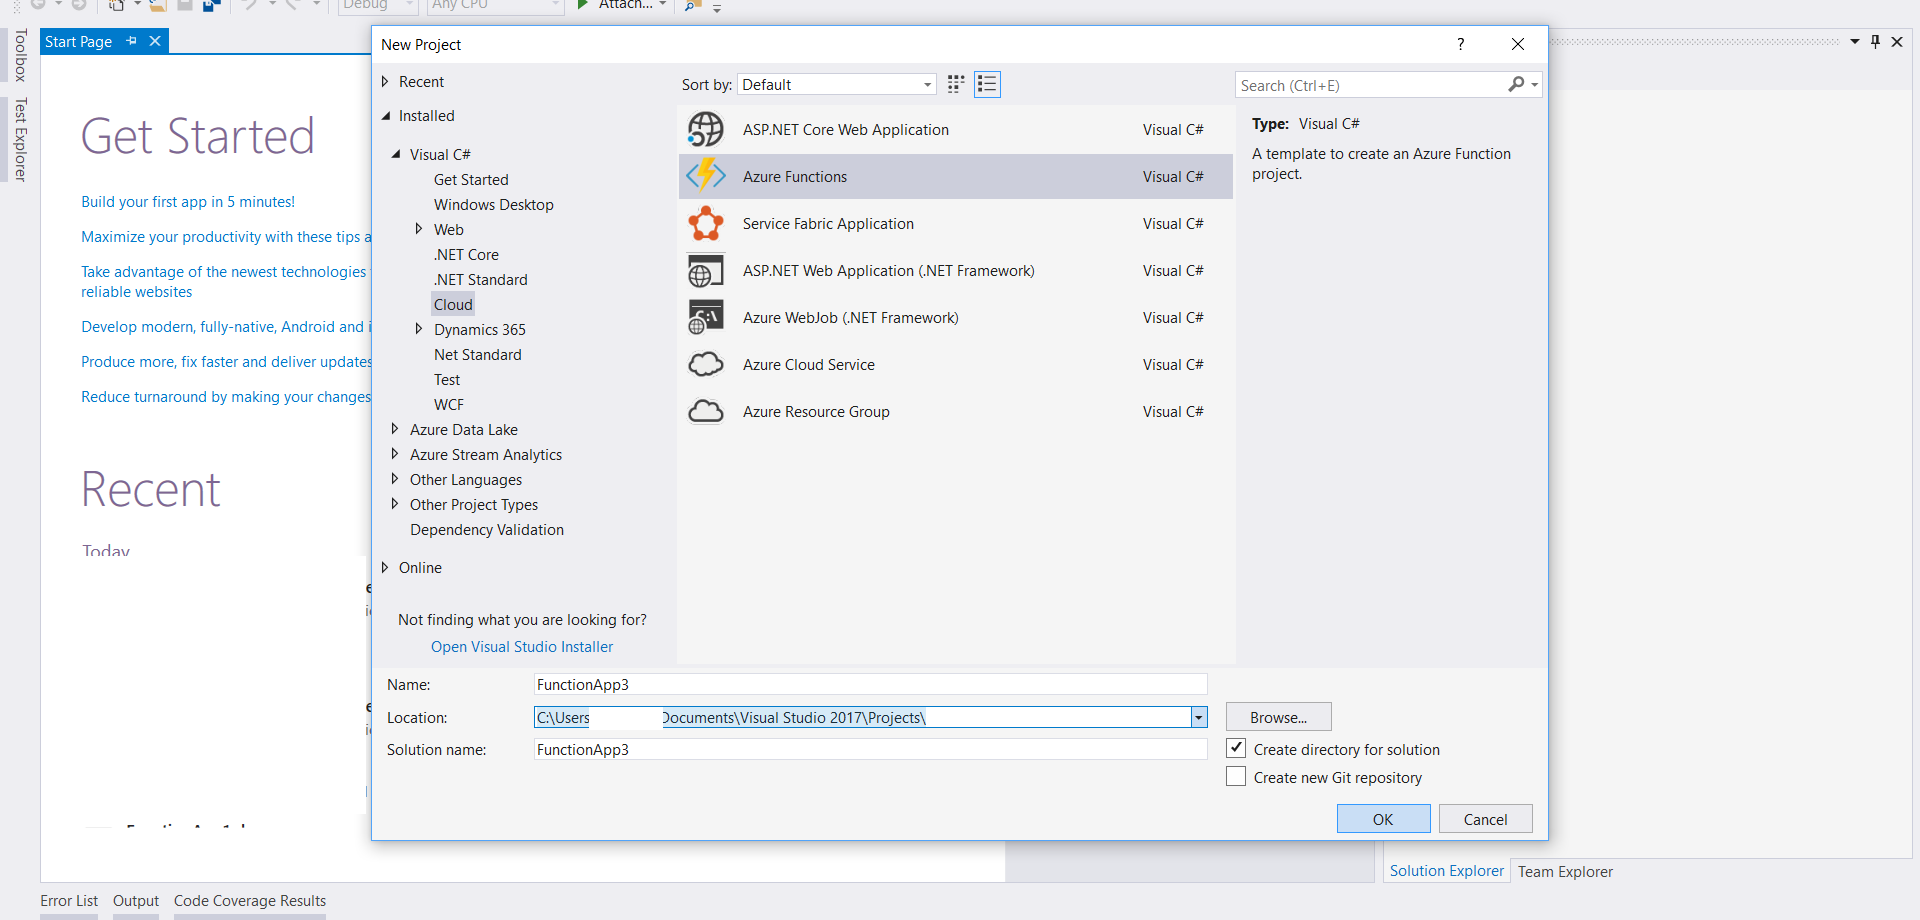 Debug
Any CPU
Attach...
Toolbox
Test Explorer
Start Page
Get Started
Build your first app in 5 minutes!
Maximize your productivity with these tips a
Take advantage of the newest technologies
reliable websites
Develop modern, fully-native, Android and i
Produce more, fix faster and deliver updates
Reduce turnaround by making your changes
Recent
Today
New Project
?
Recent
Installed
Visual C#
Get Started
Windows Desktop
Web
.NET Core
.NET Standard
Cloud
Dynamics 365
Net Standard
Test
WCF
Azure Data Lake
Azure Stream Analytics
Other Languages
Other Project Types
Dependency Validation
Online
Not finding what you are looking for?
Open Visual Studio Installer
Sort by: Default
ASP.NET Core Web Application Visual C#
Azure Functions Visual C#
Service Fabric Application Visual C#
ASP.NET Web Application (.NET Framework) Visual C#
Azure WebJob (.NET Framework) Visual C#
Azure Cloud Service Visual C#
Azure Resource Group Visual C#
Search (Ctrl+E)
Type: Visual C#
A template to create an Azure Function
project.
Name: FunctionApp3
Location: C:\Users Documents\Visual Studio 2017\Projects\
Browse...
Solution name: FunctionApp3
Create directory for solution
Create new Git repository
OK
Cancel
Solution Explorer
Team Explorer
Error List
Output
Code Coverage Results